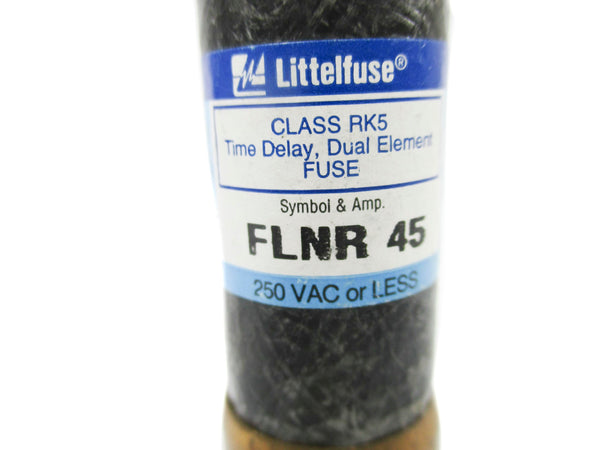 Littelfuse®
CLASS RK5
Time Delay, Dual Element
FUSE
Symbol & Amp.
FLNR 45
250 VAC or LESS